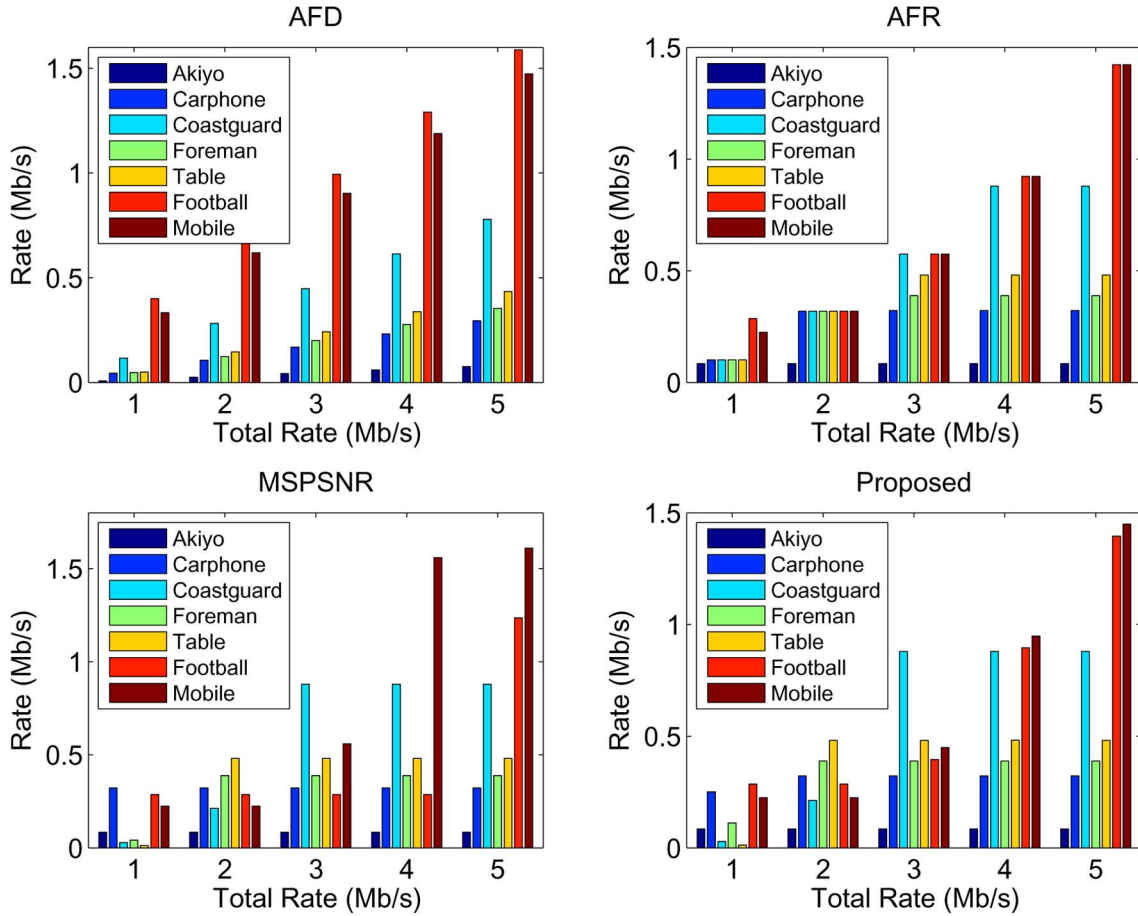 AFD
Rate (Mb/s)
1.5
1
0.5
0
Akiyo
Carphone
Coastguard
Foreman
Table
Football
Mobile
1 2 3 4 5
Total Rate (Mb/s)
AFR
Rate (Mb/s)
1.5
1
0.5
0
Akiyo
Carphone
Coastguard
Foreman
Table
Football
Mobile
1 2 3 4 5
Total Rate (Mb/s)
MSPSNR
Rate (Mb/s)
1.5
1
0.5
0
Akiyo
Carphone
Coastguard
Foreman
Table
Football
Mobile
1 2 3 4 5
Total Rate (Mb/s)
Proposed
Rate (Mb/s)
1.5
1
0.5
0
Akiyo
Carphone
Coastguard
Foreman
Table
Football
Mobile
1 2 3 4 5
Total Rate (Mb/s)